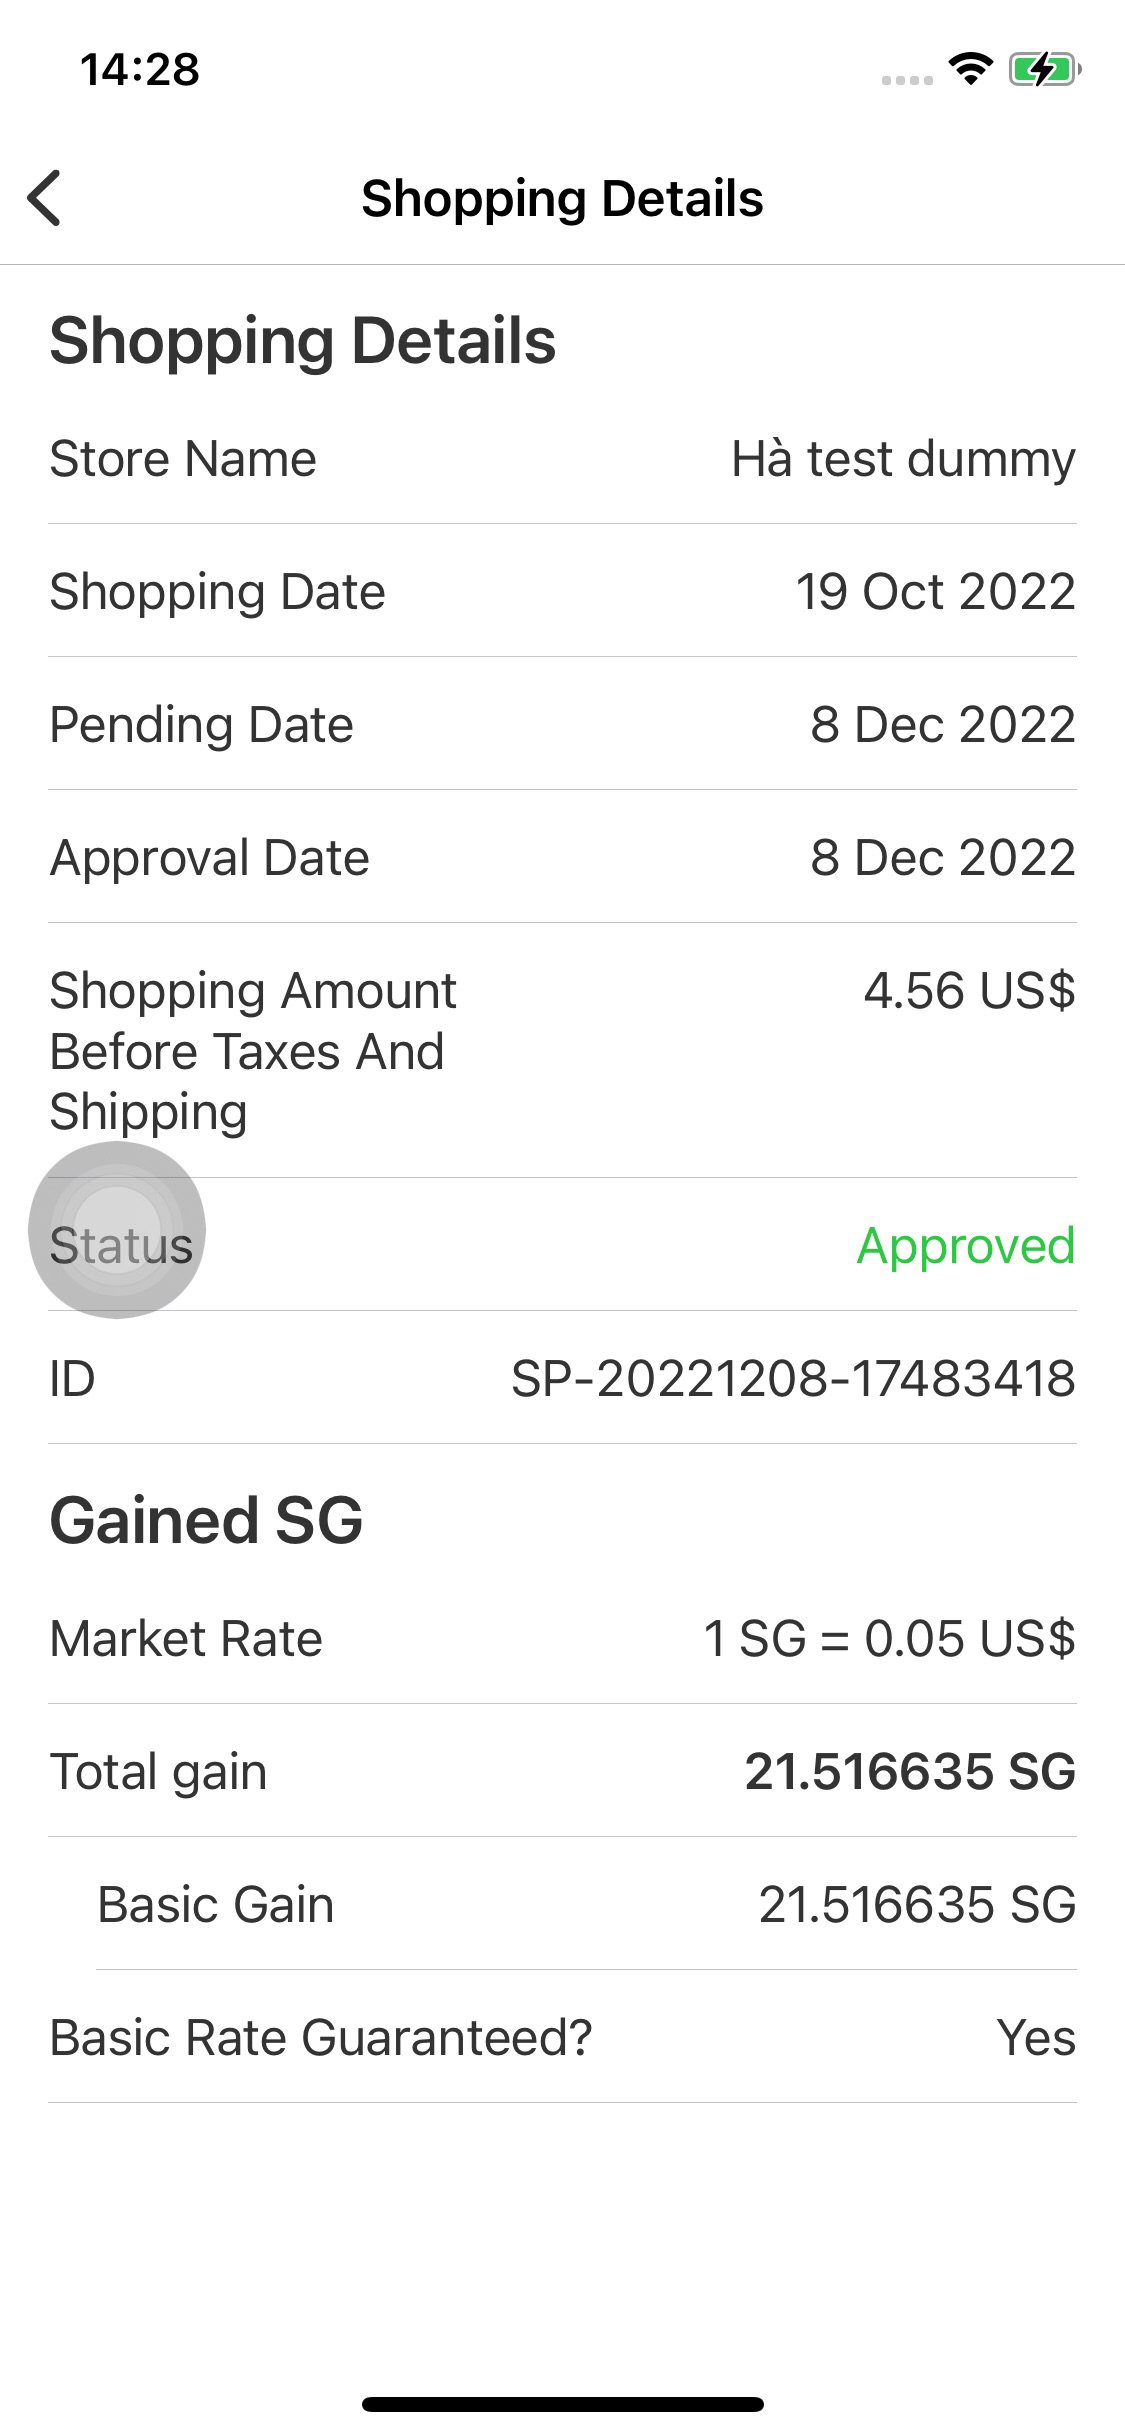 14:28
Shopping Details
Shopping Details
Store Name Hà test dummy
Shopping Date 19 Oct 2022
Pending Date 8 Dec 2022
Approval Date 8 Dec 2022
Shopping Amount 4.56 US$
Before Taxes And
Shipping
Status Approved
ID SP-20221208-17483418
Gained SG
Market Rate 1 SG = 0.05 US$
Total gain 21.516635 SG
Basic Gain 21.516635 SG
Basic Rate Guaranteed? Yes